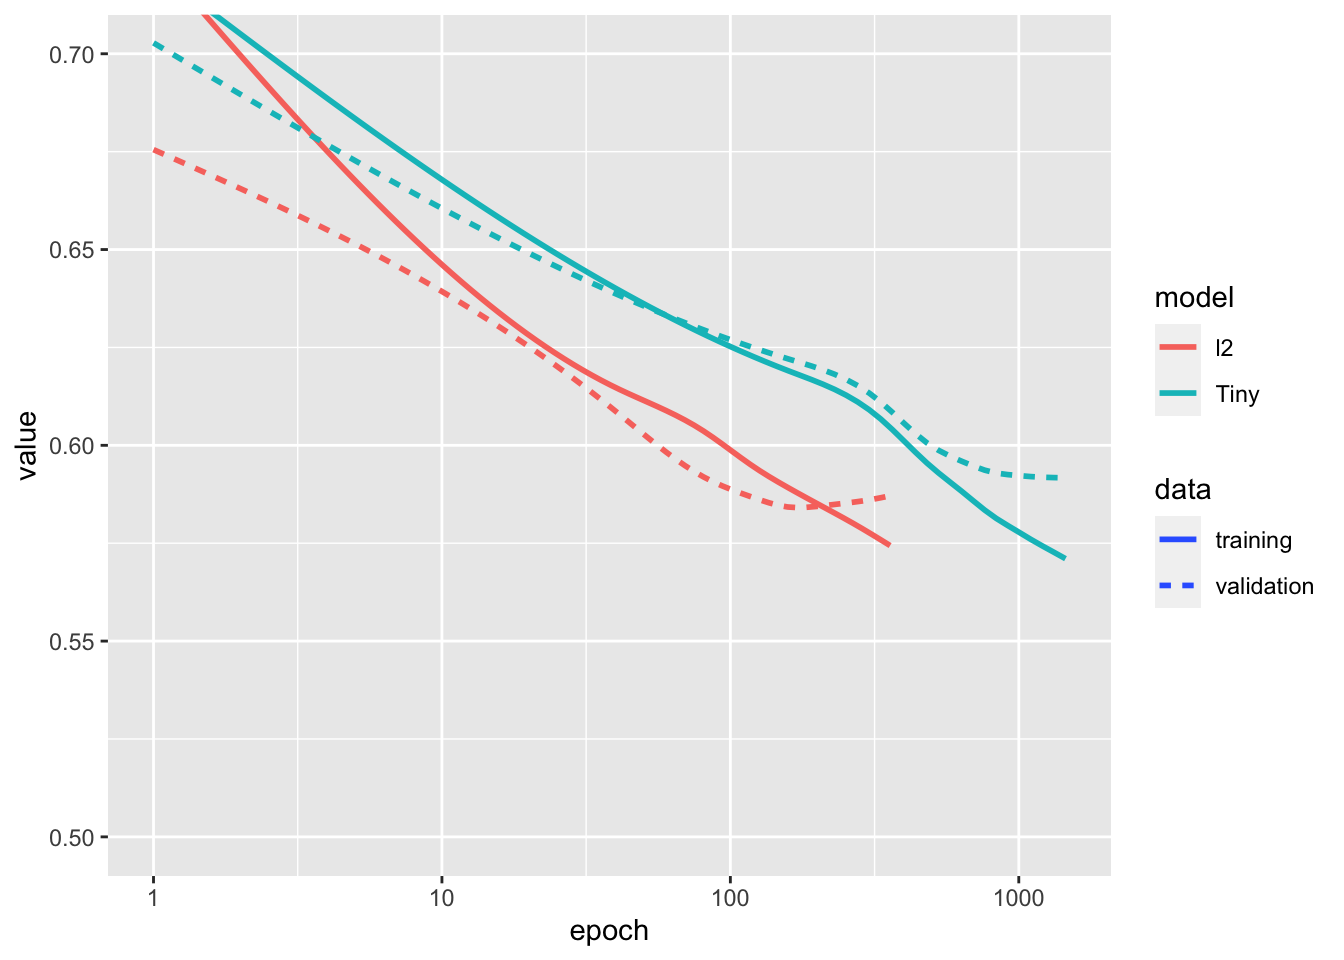 value
0.70
0.65
0.60
0.55
0.50
1
10
100
1000
epoch
model
l2
Tiny
data
training
validation